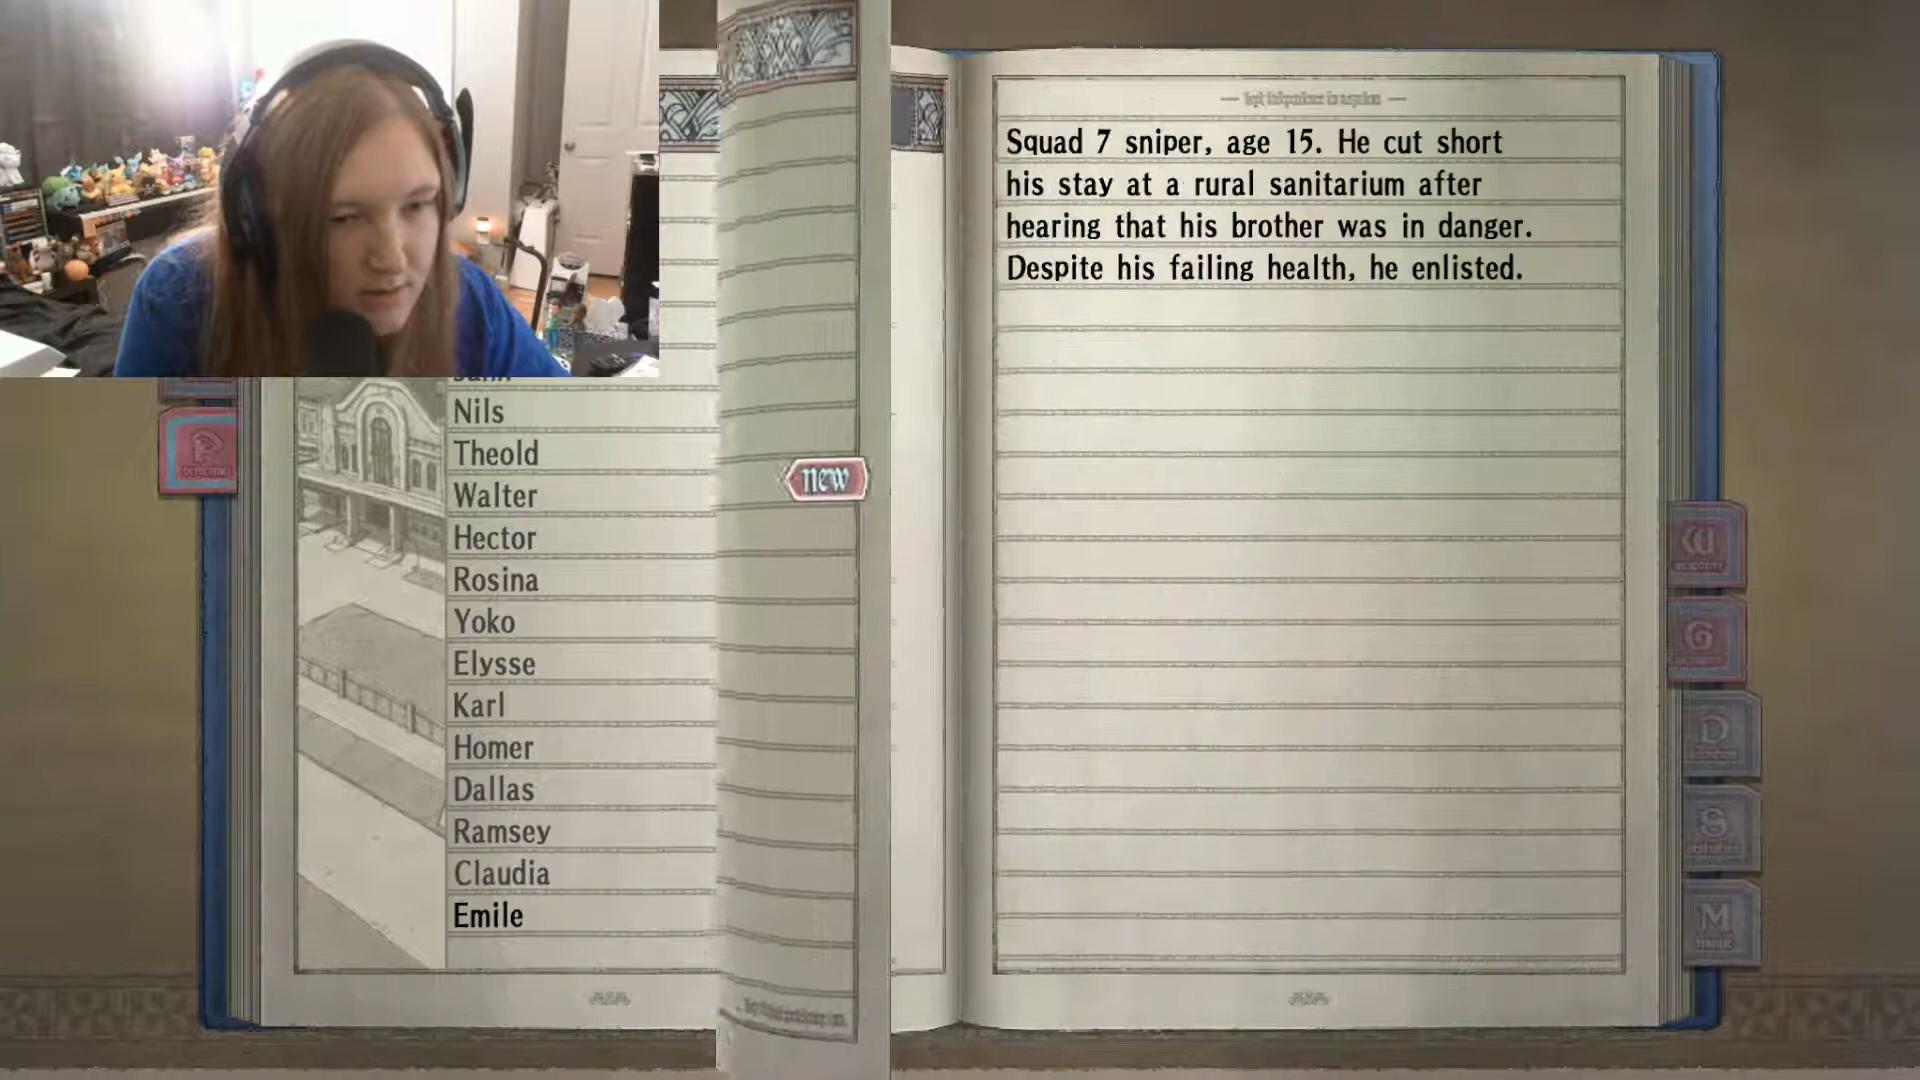 Squad 7 sniper, age 15. He cut short
his stay at a rural sanitarium after
hearing that his brother was in danger.
Despite his failing health, he enlisted.
Nils
Theold
Walter
new
Hector
Rosina
Yoko
Elysse
Karl
Homer
Dallas
Ramsey
Claudia
Emile
P
W
G
D
S
M